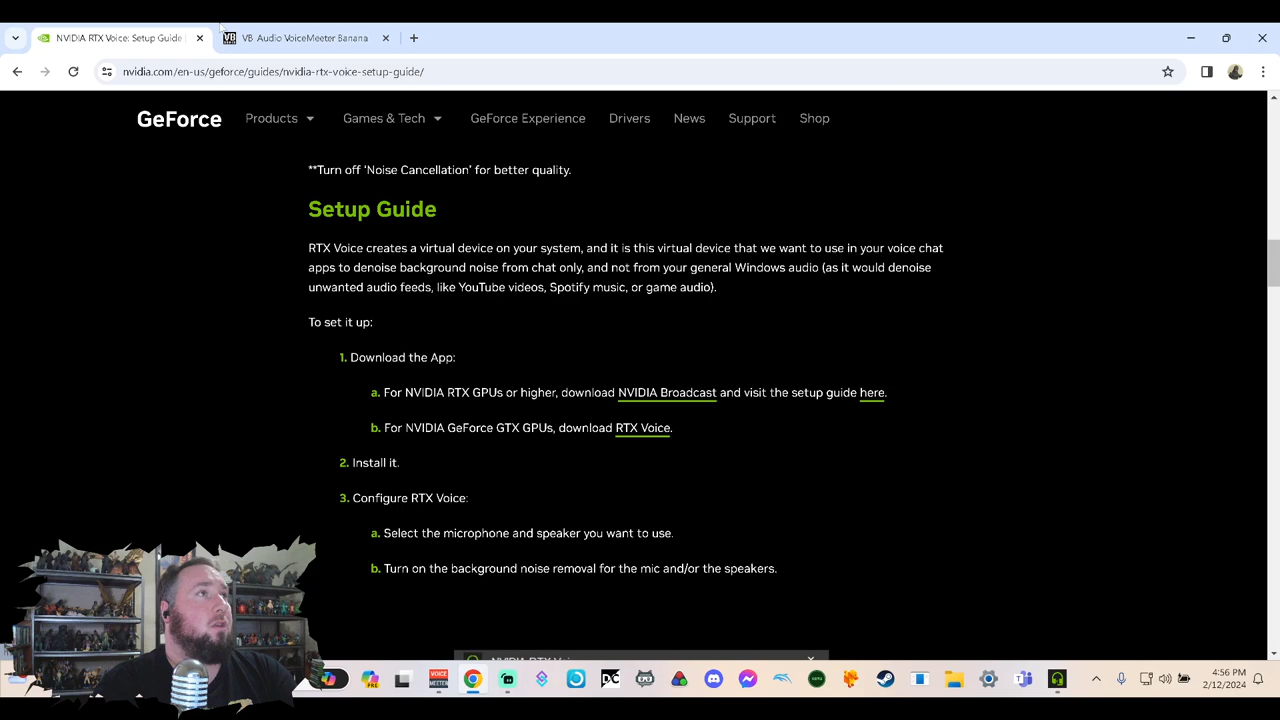 NVIDIA RTX Voice: Setup Guide
VB Audio VoiceMeeter Banana
nvidia.com/en-us/geforce/guides/nvidia-rtx-voice-setup-guide/
GeForce
Products
Games & Tech
GeForce Experience
Drivers
News
Support
Shop
**Turn off ‘Noise Cancellation’ for better quality.
Setup Guide
RTX Voice creates a virtual device on your system, and it is this virtual device that we want to use in your voice chat
apps to denoise background noise from chat only, and not from your general Windows audio (as it would denoise
unwanted audio feeds, like YouTube videos, Spotify music, or game audio).
To set it up:
1. Download the App:
a. For NVIDIA RTX GPUs or higher, download NVIDIA Broadcast and visit the setup guide here.
b. For NVIDIA GeForce GTX GPUs, download RTX Voice.
2. Install it.
3. Configure RTX Voice:
a. Select the microphone and speaker you want to use.
b. Turn on the background noise removal for the mic and/or the speakers.
VOICE
MEETER
4:56 PM
2/12/2024